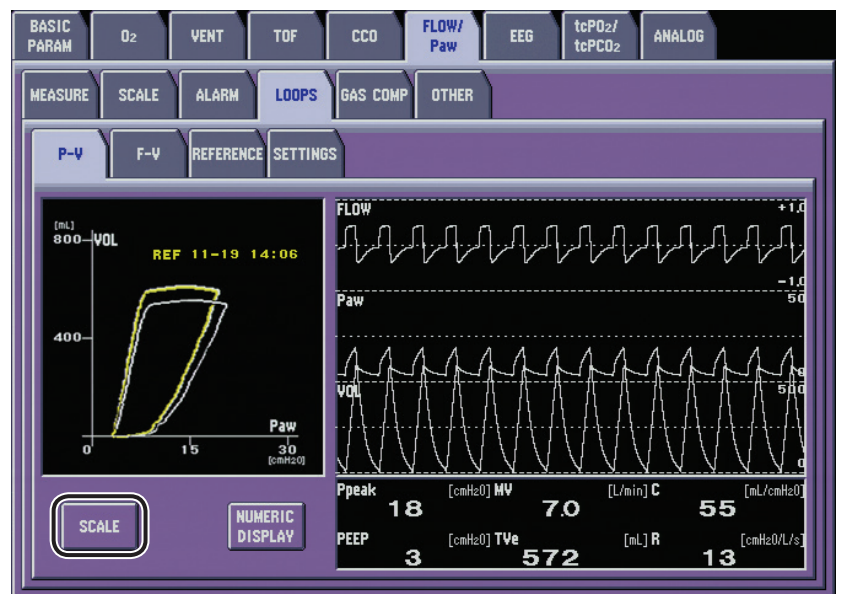 BASIC PARAM O2 VENT TOF CCO FLOW/Paw EEG tcPO2/tcPCO2 ANALOG
MEASURE SCALE ALARM LOOPS GAS COMP OTHER
P-V F-V REFERENCE SETTINGS
[mL]
800 VOL
REF 11-19 14:06
400
Paw
0 15 30
[cmH2O]
FLOW +1.0
-1.0
Paw 50
0
VOL 500
0
Ppeak 18 [cmH2O] MV 7.0 [L/min] C 55 [mL/cmH2O]
PEEP 3 [cmH2O] TVe 572 [mL] R 13 [cmH2O/L/s]
SCALE
NUMERIC
DISPLAY